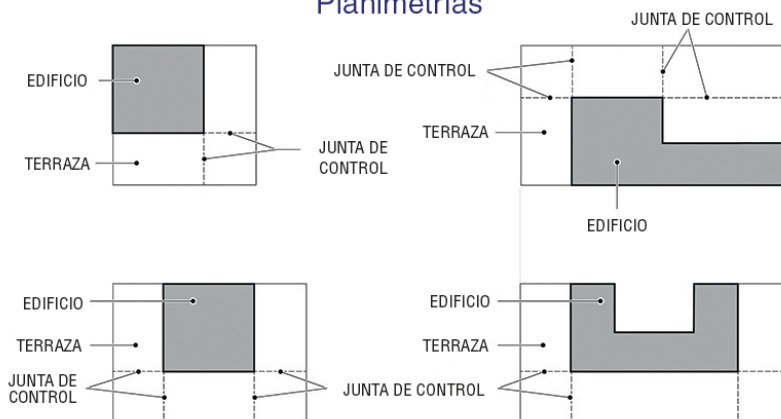 Planimetrías
EDIFICIO
TERRAZA
JUNTA DE
CONTROL
JUNTA DE CONTROL
JUNTA DE CONTROL
TERRAZA
EDIFICIO
EDIFICIO
TERRAZA
JUNTA DE
CONTROL
JUNTA DE CONTROL
EDIFICIO
TERRAZA